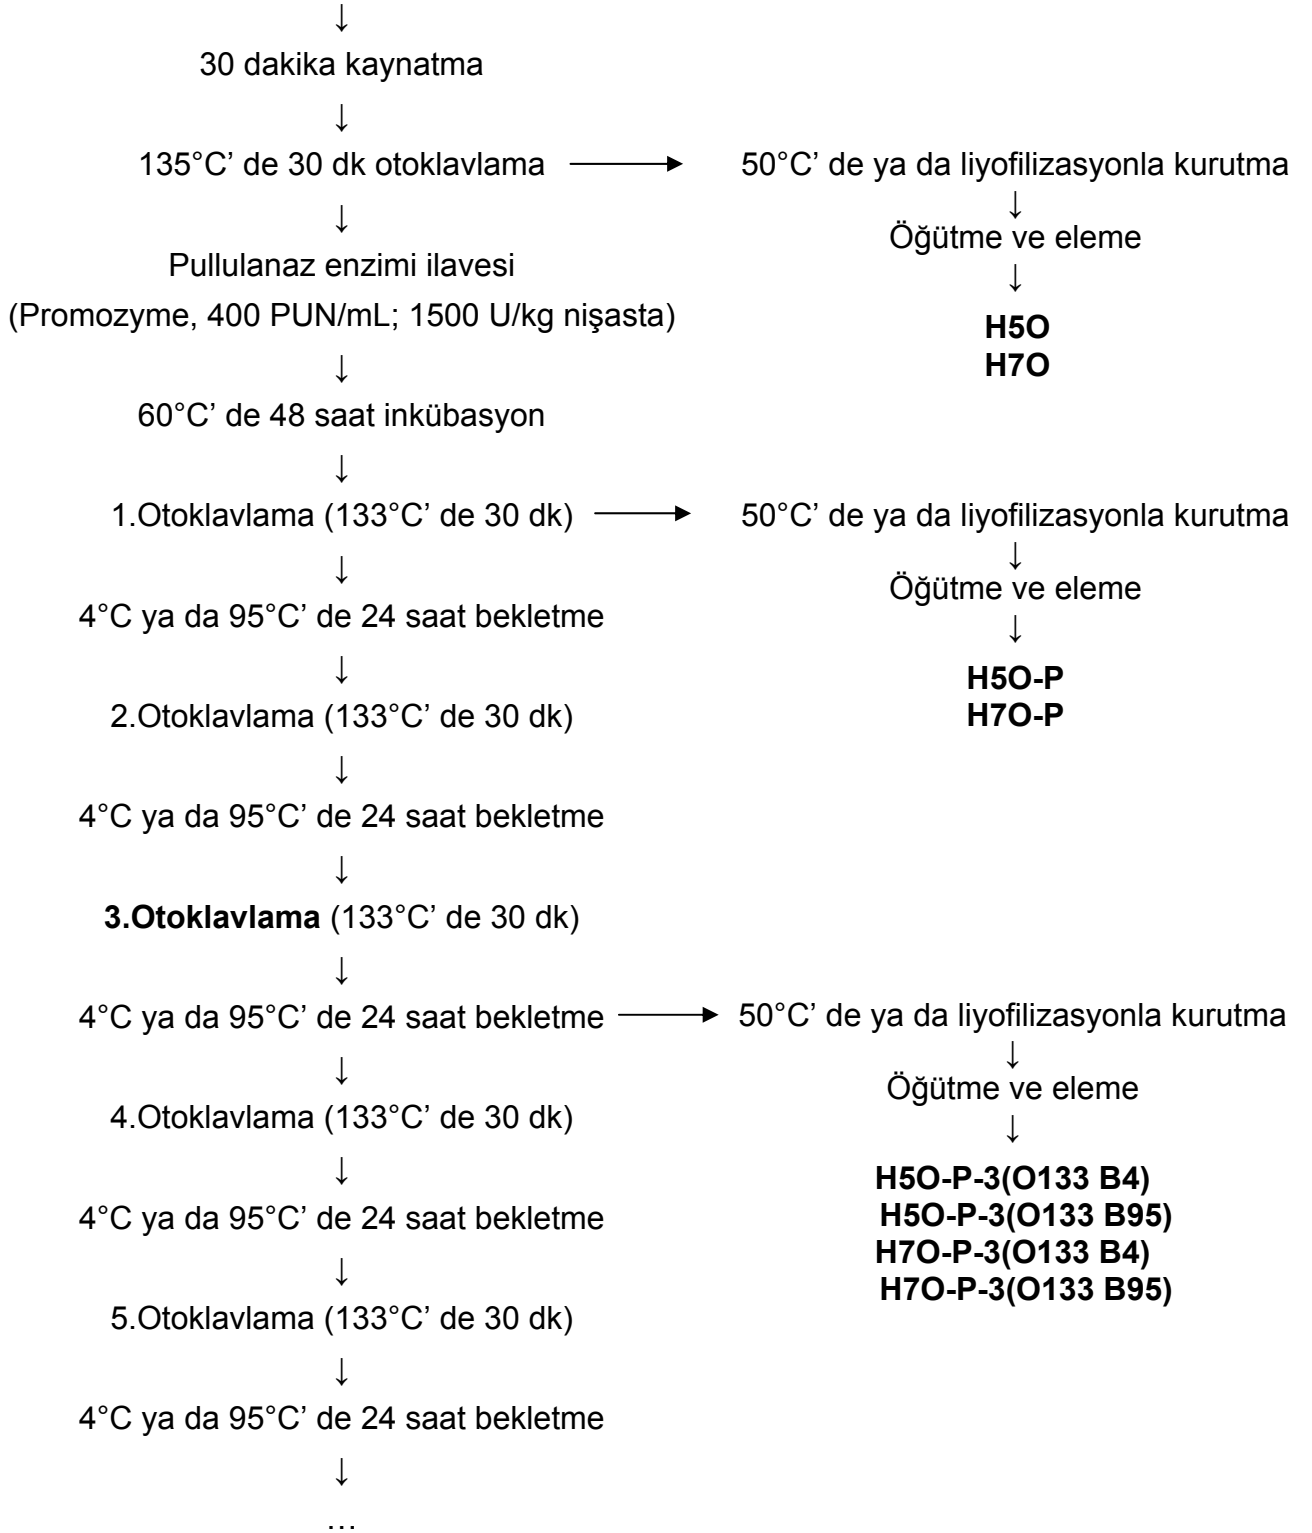 ↓
30 dakika kaynatma
↓
135°C’ de 30 dk otoklavlama → 50°C’ de ya da liyofilizasyonla kurutma
↓ ↓
Öğütme ve eleme
Pullulanaz enzimi ilavesi ↓
(Promozyme, 400 PUN/mL; 1500 U/kg nişasta) H5O
↓ H7O
60°C’ de 48 saat inkübasyon
↓
1.Otoklavlama (133°C’ de 30 dk) → 50°C’ de ya da liyofilizasyonla kurutma
↓ ↓
Öğütme ve eleme
4°C ya da 95°C’ de 24 saat bekletme ↓
↓ H5O-P
2.Otoklavlama (133°C’ de 30 dk) H7O-P
↓
4°C ya da 95°C’ de 24 saat bekletme
↓
3.Otoklavlama (133°C’ de 30 dk)
↓
4°C ya da 95°C’ de 24 saat bekletme → 50°C’ de ya da liyofilizasyonla kurutma
↓ ↓
Öğütme ve eleme
4.Otoklavlama (133°C’ de 30 dk) ↓
↓ H5O-P-3(O133 B4)
4°C ya da 95°C’ de 24 saat bekletme H5O-P-3(O133 B95)
↓ H7O-P-3(O133 B4)
H7O-P-3(O133 B95)
5.Otoklavlama (133°C’ de 30 dk)
↓
4°C ya da 95°C’ de 24 saat bekletme
↓
...